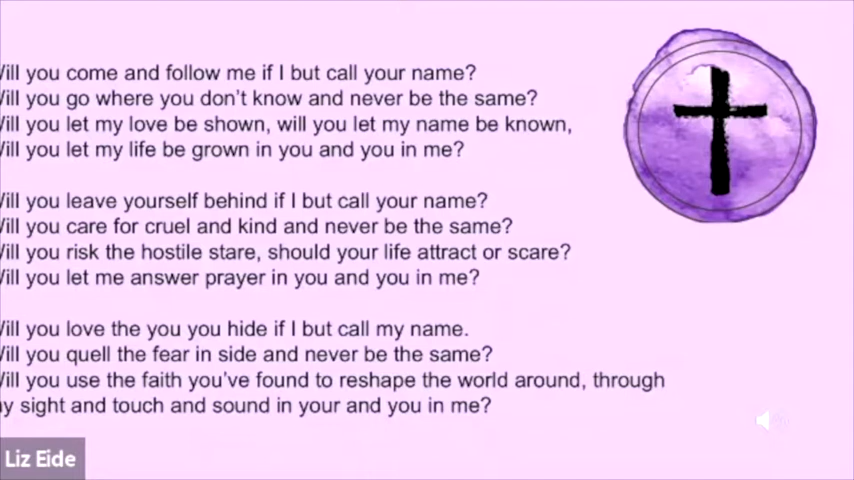 ill you come and follow me if I but call your name?
ill you go where you don't know and never be the same?
ill you let my love be shown, will you let my name be known,
ill you let my life be grown in you and you in me?
ill you leave yourself behind if I but call your name?
ill you care for cruel and kind and never be the same?
ill you risk the hostile stare, should your life attract or scare?
ill you let me answer prayer in you and you in me?
ill you love the you you hide if I but call my name.
ill you quell the fear in side and never be the same?
ill you use the faith you've found to reshape the world around, through
y sight and touch and sound in your and you in me?
Liz Eide